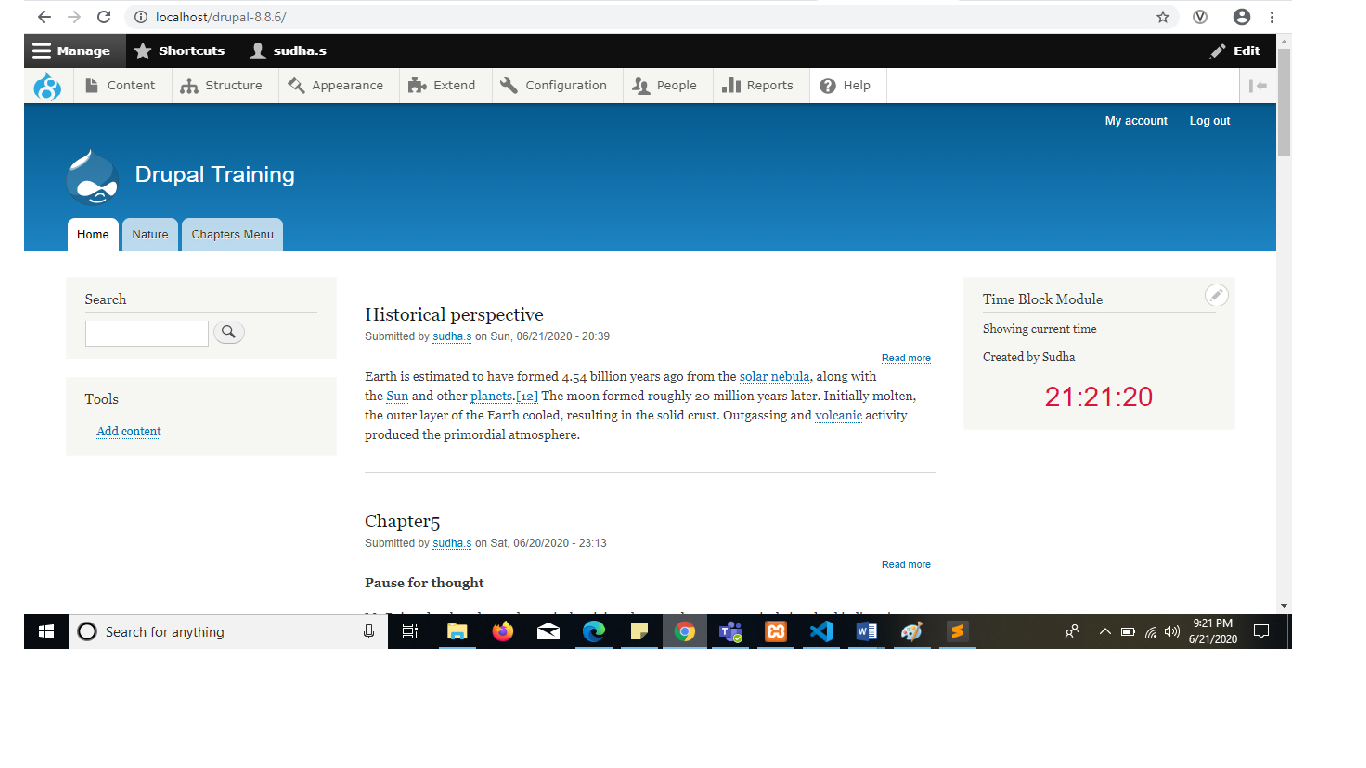 localhost/drupal-8.8.6/
Manage Shortcuts sudha.s Edit
Content Structure Appearance Extend Configuration People Reports Help
My account Log out
Drupal Training
Home Nature Chapters Menu
Search
Tools
Add content
Historical perspective
Submitted by sudha.s on Sun, 06/21/2020 - 20:39
Read more
Earth is estimated to have formed 4.54 billion years ago from the solar nebula, along with
the Sun and other planets.[12] The moon formed roughly 20 million years later. Initially molten,
the outer layer of the Earth cooled, resulting in the solid crust. Outgassing and volcanic activity
produced the primordial atmosphere.
Chapter5
Submitted by sudha.s on Sat, 06/20/2020 - 23:13
Read more
Pause for thought
Time Block Module
Showing current time
Created by Sudha
21:21:20
Search for anything
9:21 PM
6/21/2020